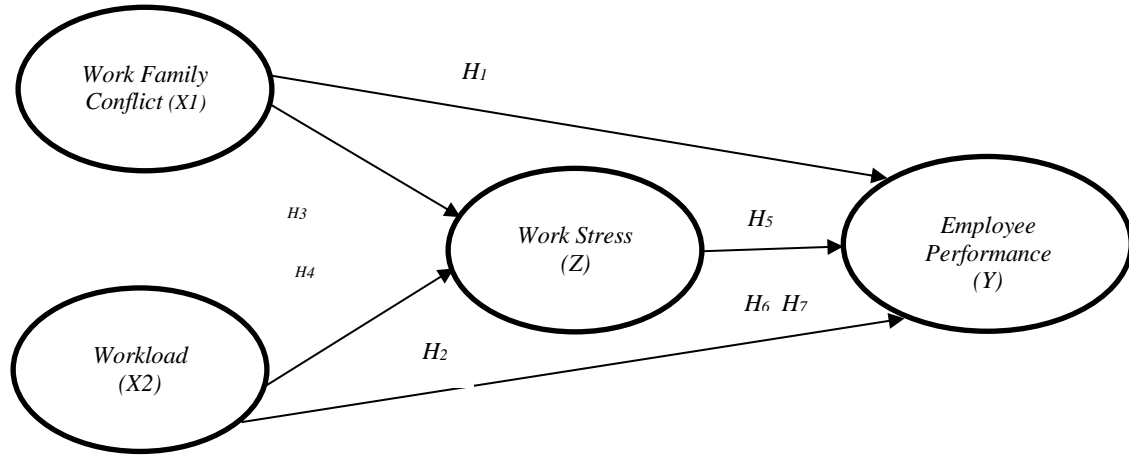 Work Family
Conflict (X1)
H1
H3
Work Stress
(Z)
H5
Employee
Performance
(Y)
H4
H6 H7
Workload
(X2)
H2